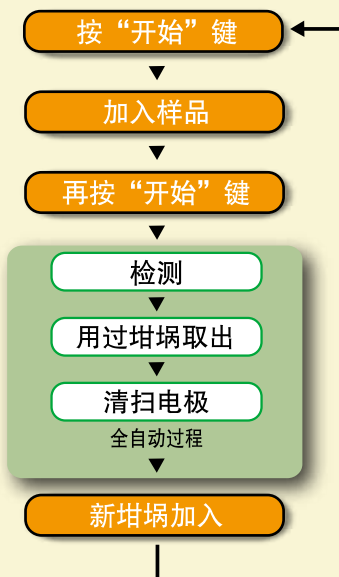 按“开始”键
加入样品
再按“开始”键
检测
用过坩埚取出
清扫电极
全自动过程
新坩埚加入